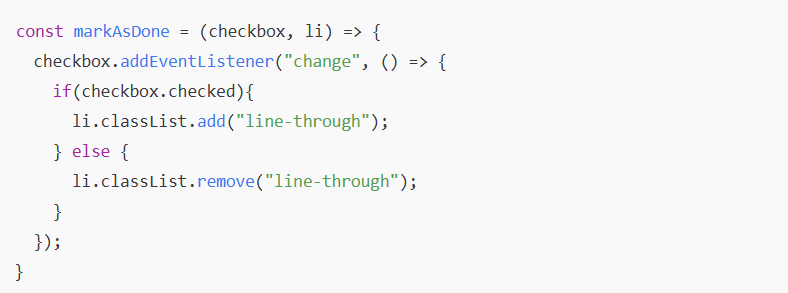 const markAsDone = (checkbox, li) => {
  checkbox.addEventListener("change", () => {
    if(checkbox.checked){
      li.classList.add("line-through");
    } else {
      li.classList.remove("line-through");
    }
  });
}